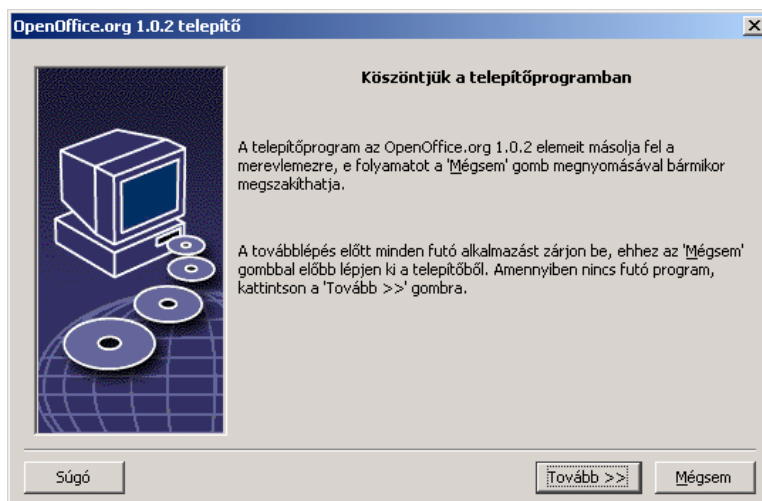 OpenOffice.org 1.0.2 telepítő
Köszöntjük a telepítőprogramban
A telepítőprogram az OpenOffice.org 1.0.2 elemeit másolja fel a
merevlemezre, e folyamatot a 'Mégsem' gomb megnyomásával bármikor
megszakíthatja.
A továbblépés előtt minden futó alkalmazást zárjon be, ehhez az 'Mégsem'
gombbal előbb lépjen ki a telepítőből. Amennyiben nincs futó program,
kattintson a 'Tovább >>' gombra.
Súgó
Tovább >>
Mégsem